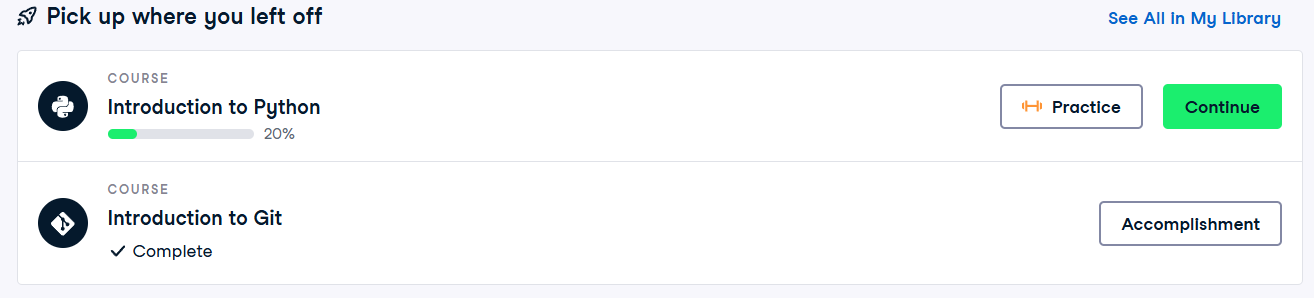 Pick up where you left off
See All in My Library
COURSE
Introduction to Python
20%
Practice
Continue
COURSE
Introduction to Git
Complete
Accomplishment